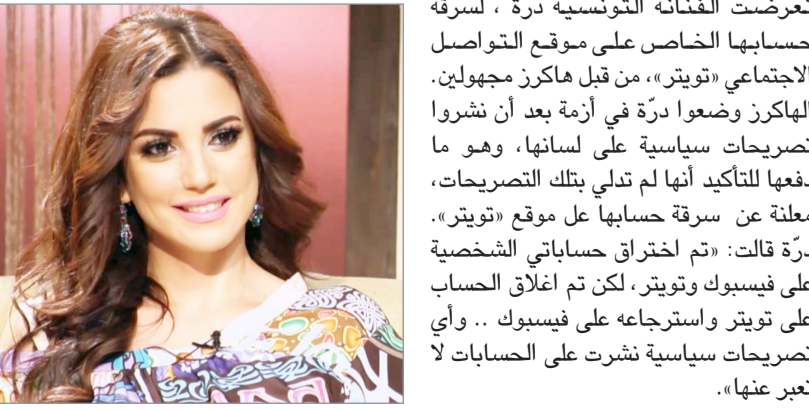 تعرضت الفنانة التونسية درة ، لسرقة
حسابها الخاص على موقع التواصل
الاجتماعي «تويتر»، من قبل هاكرز مجهولين.
الهاكرز وضعوا درّة في أزمة بعد أن نشروا
تصريحات سياسية على لسانها، وهو ما
دفعها للتأكيد أنها لم تدلي بتلك التصريحات،
معلنة عن سرقة حسابها عل موقع «تويتر».
درّة قالت: «تم اختراق حساباتي الشخصية
على فيسبوك وتويتر، لكن تم اغلاق الحساب
على تويتر واسترجاعه على فيسبوك .. وأي
تصريحات سياسية نشرت على الحسابات لا
تعبر عنها».